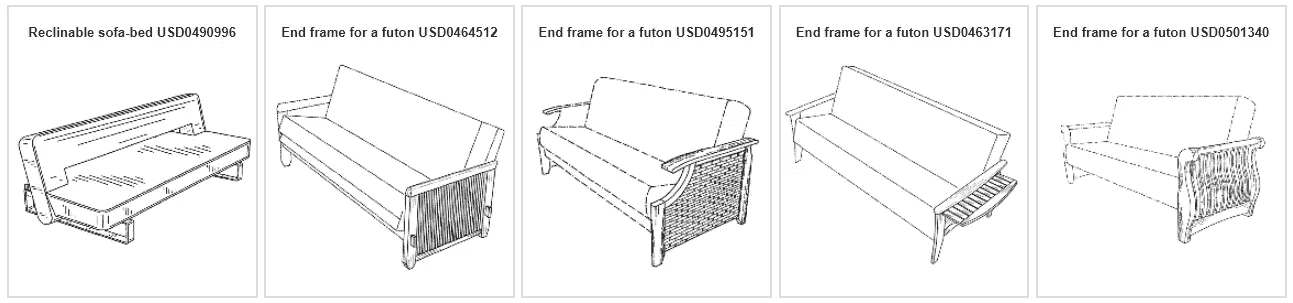 Reclinable sofa-bed USD0490996
End frame for a futon USD0464512
End frame for a futon USD0495151
End frame for a futon USD0463171
End frame for a futon USD0501340